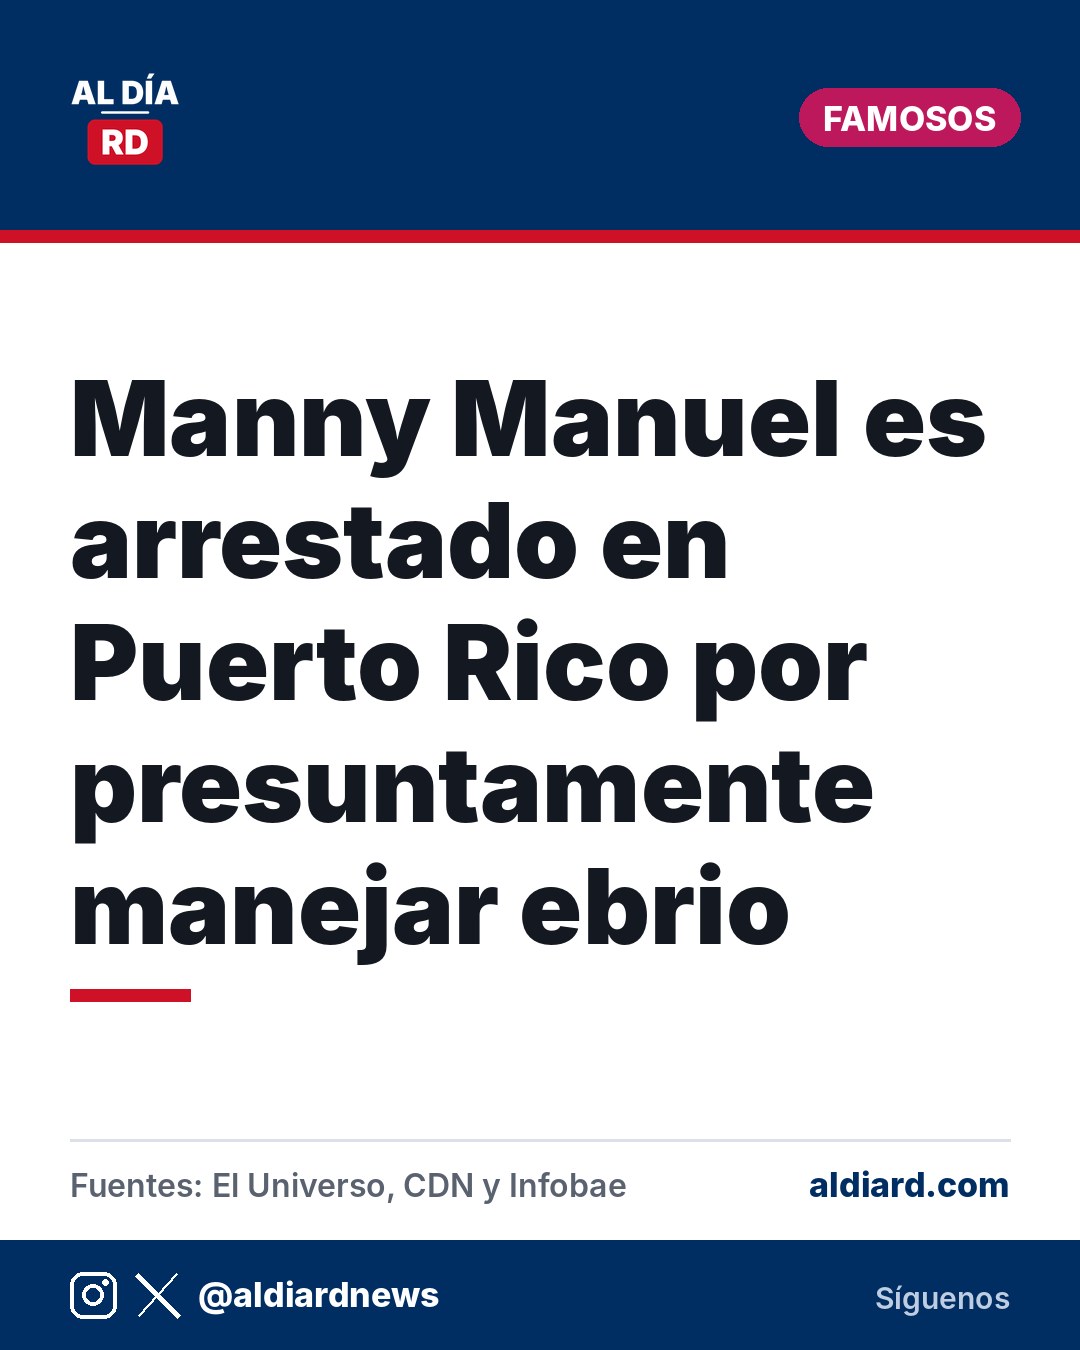 AL DÍA
RD
FAMOSOS
Manny Manuel es
arrestado en
Puerto Rico por
presuntamente
manejar ebrio
Fuentes: El Universo, CDN y Infobae
aldiard.com
@aldiardnews
Síguenos